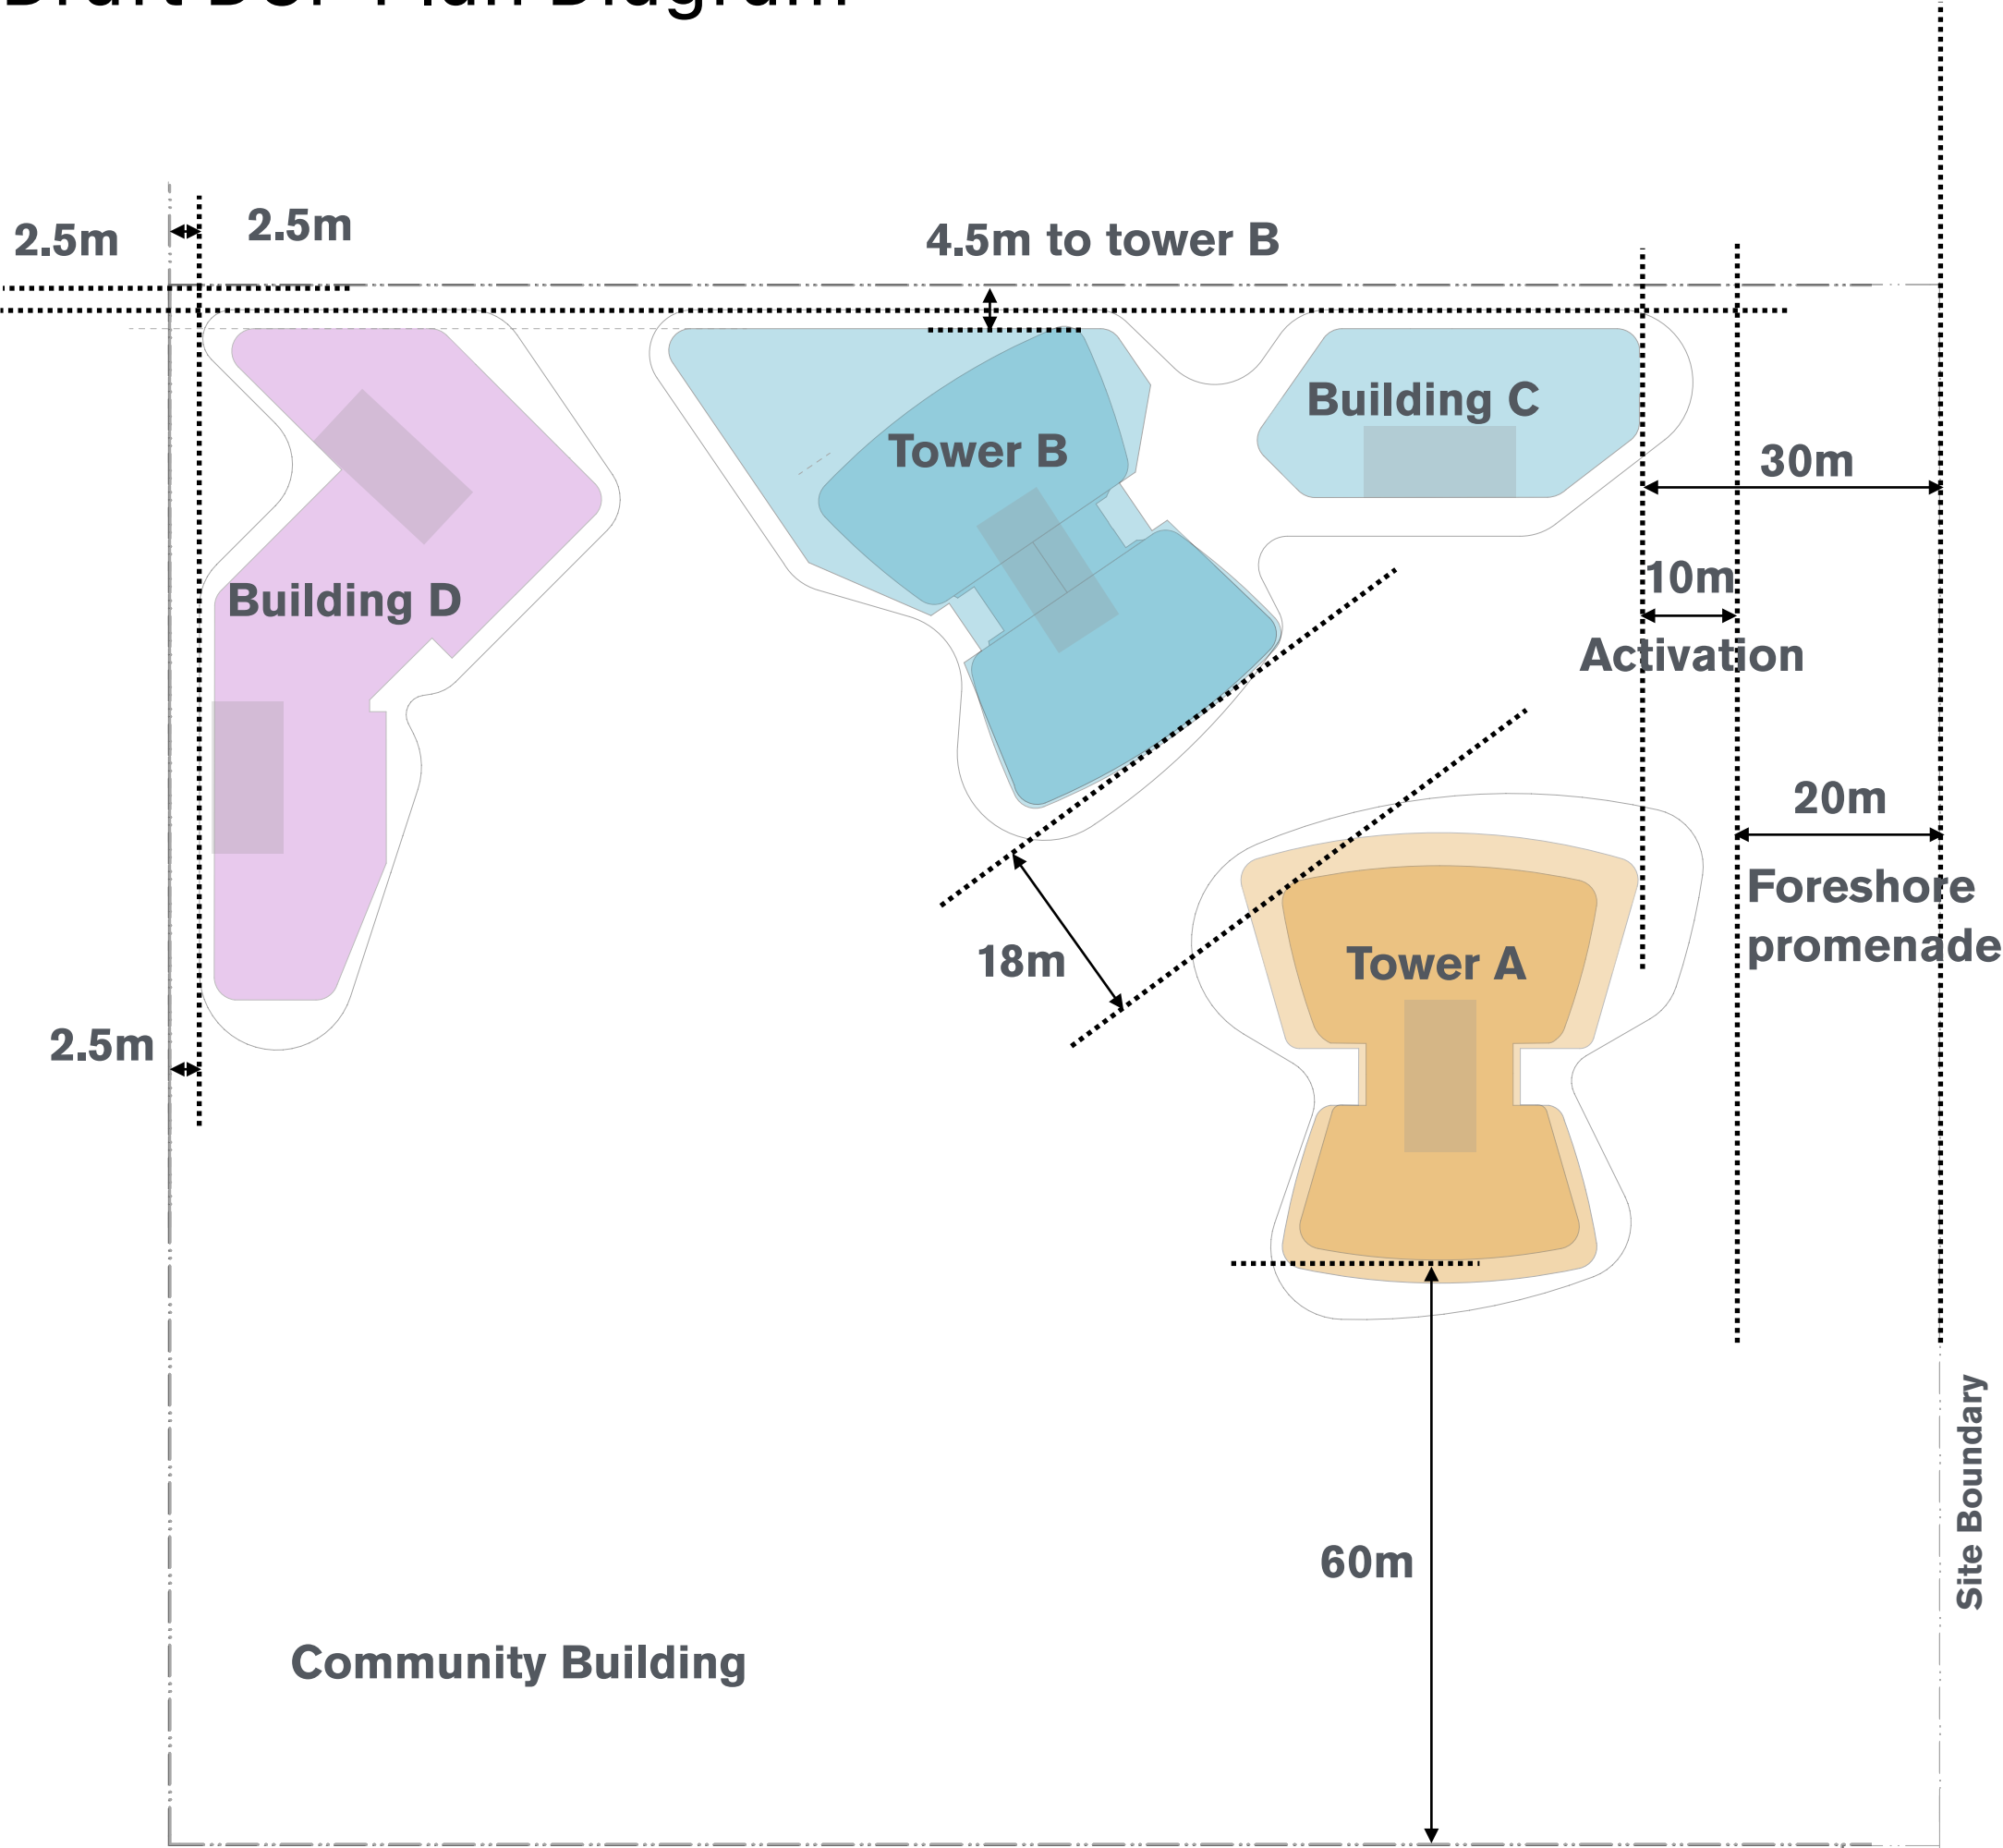 2.5m
2.5m
4.5m to tower B
Building C
Tower B
30m
10m
Building D
Activation
20m
Foreshore
promenade
18m
Tower A
2.5m
Site Boundary
60m
Community Building